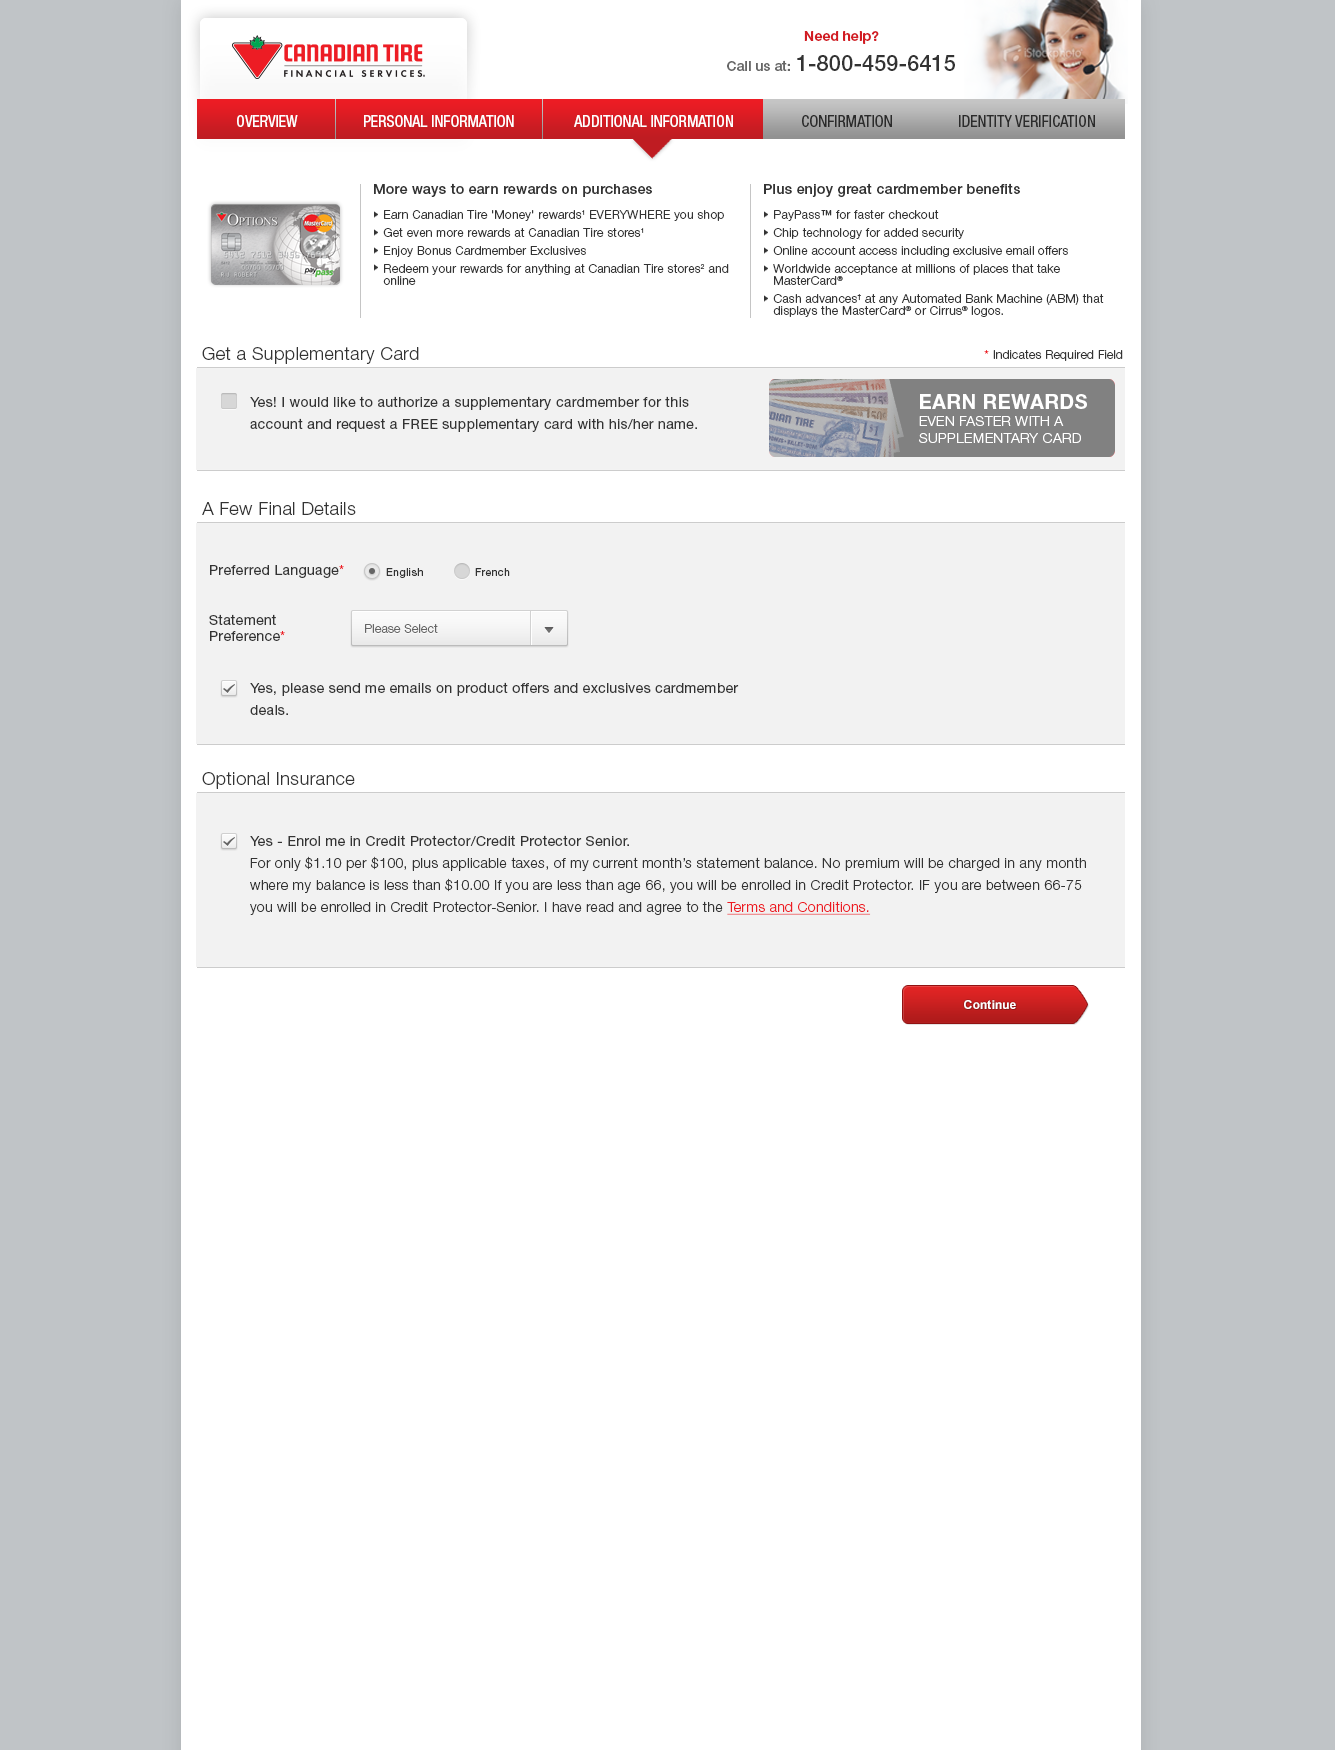 CANADIAN TIRE
FINANCIAL SERVICES.
Need help?
Call us at: 1-800-459-6415
iStockphoto
OVERVIEW
PERSONAL INFORMATION
ADDITIONAL INFORMATION
CONFIRMATION
IDENTITY VERIFICATION
OPTIONS
MasterCard
5412 7512 3456
PayPass
More ways to earn rewards on purchases
Earn Canadian Tire 'Money' rewards¹ EVERYWHERE you shop
Get even more rewards at Canadian Tire stores¹
Enjoy Bonus Cardmember Exclusives
Redeem your rewards for anything at Canadian Tire stores² and
online
Plus enjoy great cardmember benefits
PayPass™ for faster checkout
Chip technology for added security
Online account access including exclusive email offers
Worldwide acceptance at millions of places that take
MasterCard®
Cash advances† at any Automated Bank Machine (ABM) that
displays the MasterCard® or Cirrus® logos.
Get a Supplementary Card
* Indicates Required Field
Yes! I would like to authorize a supplementary cardmember for this
account and request a FREE supplementary card with his/her name.
EARN REWARDS
EVEN FASTER WITH A
SUPPLEMENTARY CARD
A Few Final Details
Preferred Language*
English
French
Statement
Preference*
Please Select
Yes, please send me emails on product offers and exclusives cardmember
deals.
Optional Insurance
Yes - Enrol me in Credit Protector/Credit Protector Senior.
For only $1.10 per $100, plus applicable taxes, of my current month's statement balance. No premium will be charged in any month
where my balance is less than $10.00 If you are less than age 66, you will be enrolled in Credit Protector. IF you are between 66-75
you will be enrolled in Credit Protector-Senior. I have read and agree to the Terms and Conditions.
Continue